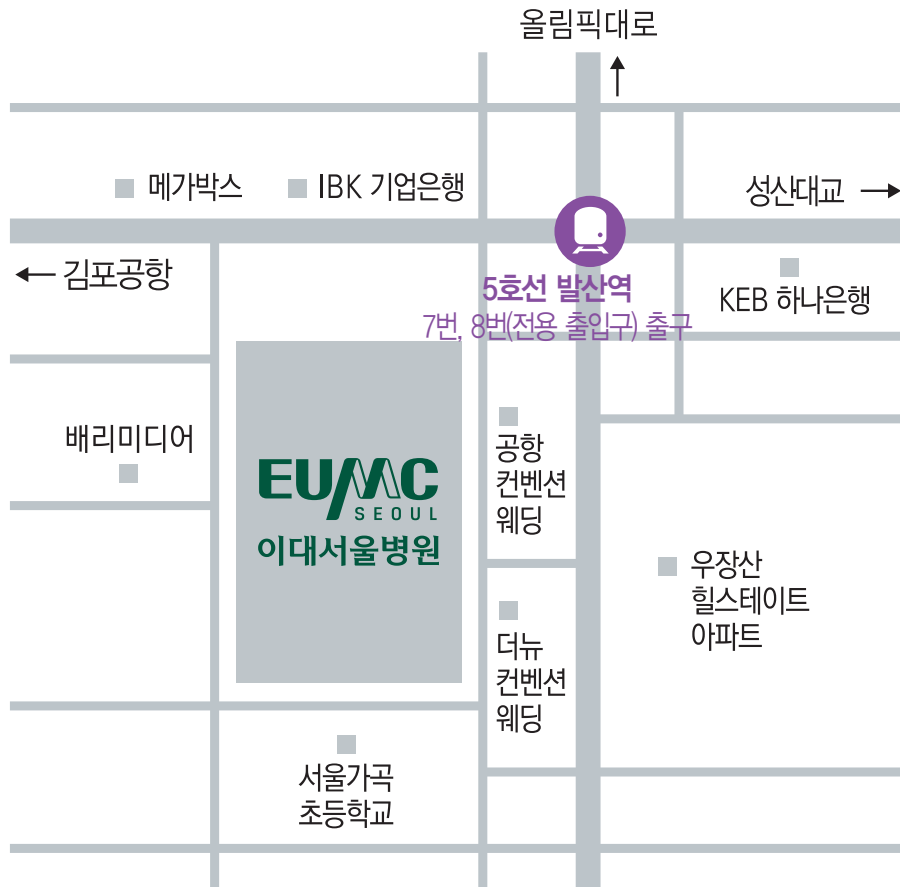 올림픽대로
메가박스
IBK 기업은행
성산대교
김포공항
5호선 발산역
7번, 8번(전용 출입구) 출구
KEB 하나은행
배리미디어
EUMC
SEOUL
이대서울병원
공항
컨벤션
웨딩
우장산
힐스테이트
아파트
더뉴
컨벤션
웨딩
서울가곡
초등학교